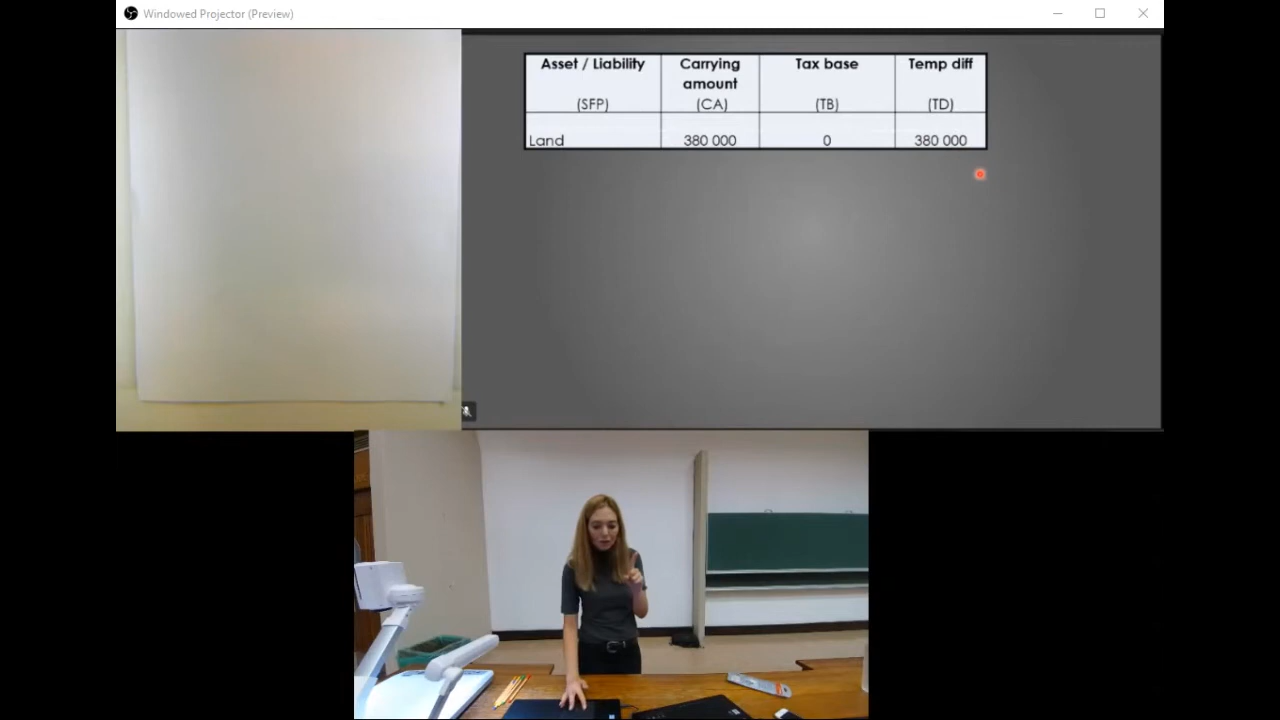 Windowed Projector (Preview)
Asset / Liability Carrying amount Tax base Temp diff
(SFP) (CA) (TB) (TD)
Land 380 000 0 380 000